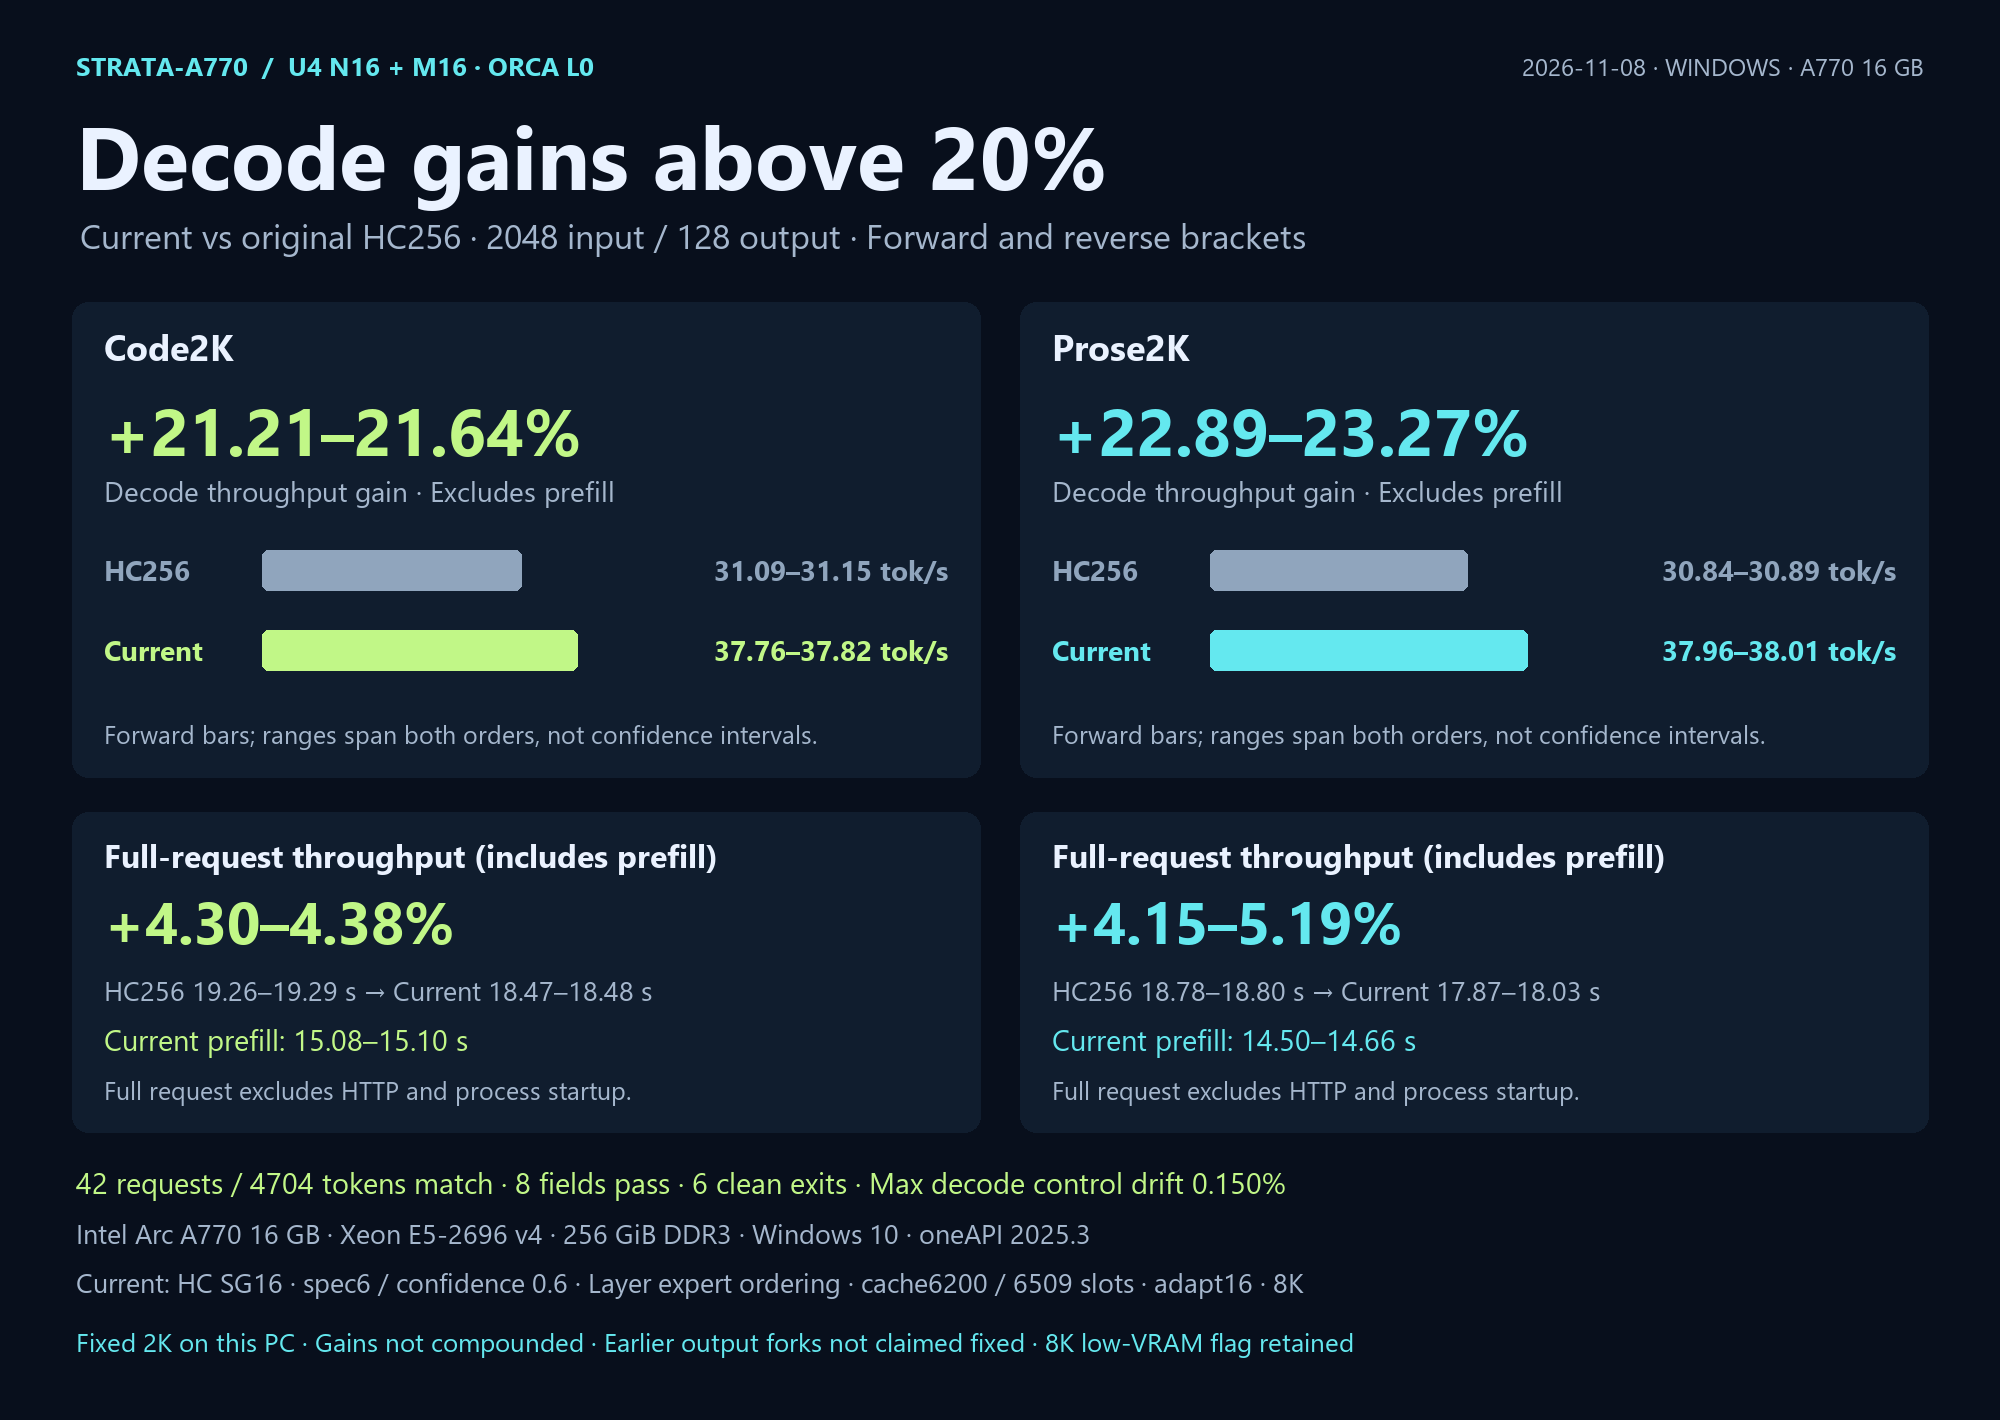 STRATA-A770 / U4 N16 + M16 · ORCA L0
2026-11-08 · WINDOWS · A770 16 GB
Decode gains above 20%
Current vs original HC256 · 2048 input / 128 output · Forward and reverse brackets
Code2K
+21.21–21.64%
Decode throughput gain · Excludes prefill
HC256 31.09–31.15 tok/s
Current 37.76–37.82 tok/s
Forward bars; ranges span both orders, not confidence intervals.
Prose2K
+22.89–23.27%
Decode throughput gain · Excludes prefill
HC256 30.84–30.89 tok/s
Current 37.96–38.01 tok/s
Forward bars; ranges span both orders, not confidence intervals.
Full-request throughput (includes prefill)
+4.30–4.38%
HC256 19.26–19.29 s → Current 18.47–18.48 s
Current prefill: 15.08–15.10 s
Full request excludes HTTP and process startup.
Full-request throughput (includes prefill)
+4.15–5.19%
HC256 18.78–18.80 s → Current 17.87–18.03 s
Current prefill: 14.50–14.66 s
Full request excludes HTTP and process startup.
42 requests / 4704 tokens match · 8 fields pass · 6 clean exits · Max decode control drift 0.150%
Intel Arc A770 16 GB · Xeon E5-2696 v4 · 256 GiB DDR3 · Windows 10 · oneAPI 2025.3
Current: HC SG16 · spec6 / confidence 0.6 · Layer expert ordering · cache6200 / 6509 slots · adapt16 · 8K
Fixed 2K on this PC · Gains not compounded · Earlier output forks not claimed fixed · 8K low-VRAM flag retained